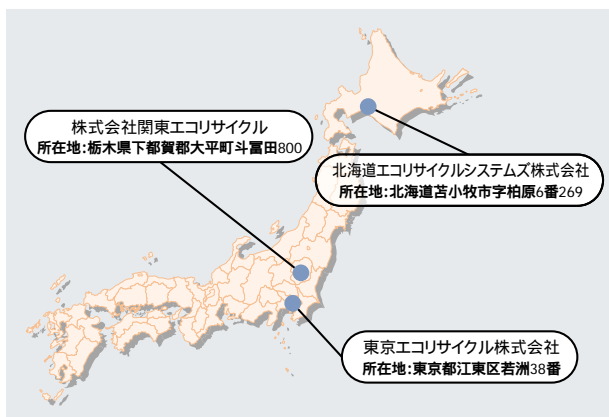 株式会社関東エコリサイクル
所在地:栃木県下都賀郡大平町斗冨田800
北海道エコリサイクルシステムズ株式会社
所在地:北海道苫小牧市字柏原6番269
東京エコリサイクル株式会社
所在地:東京都江東区若洲38番